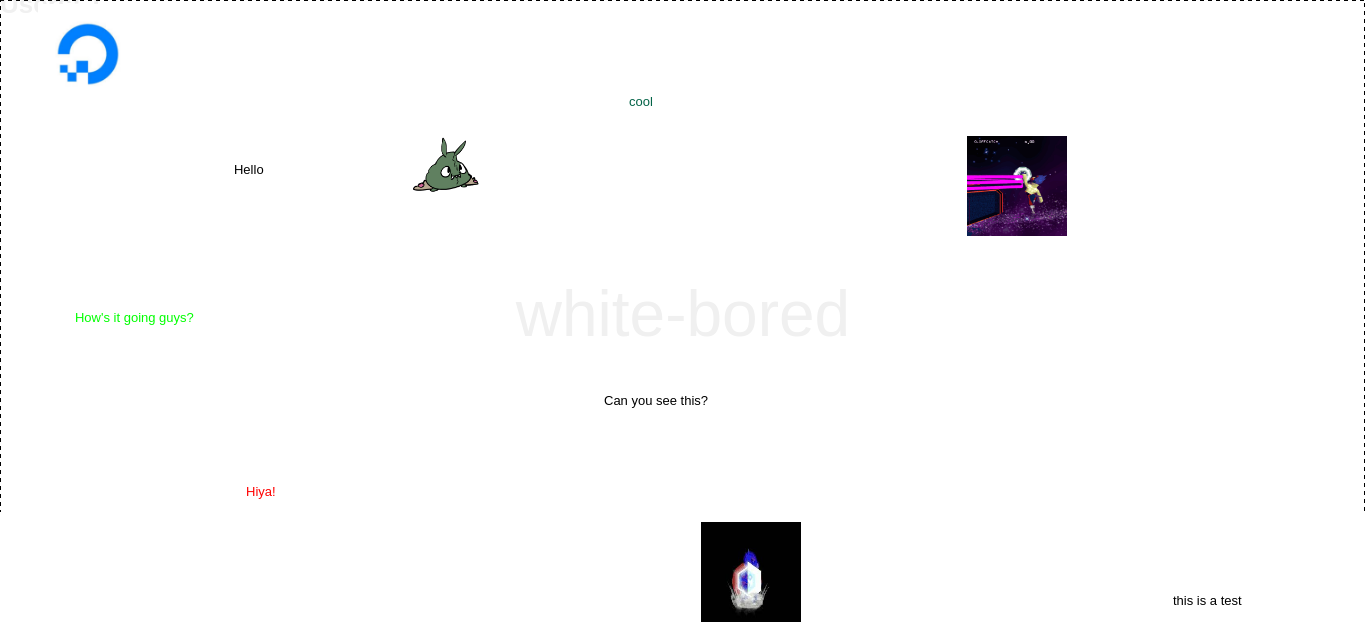 cool
Hello
white-bored
How's it going guys?
Can you see this?
Hiya!
this is a test